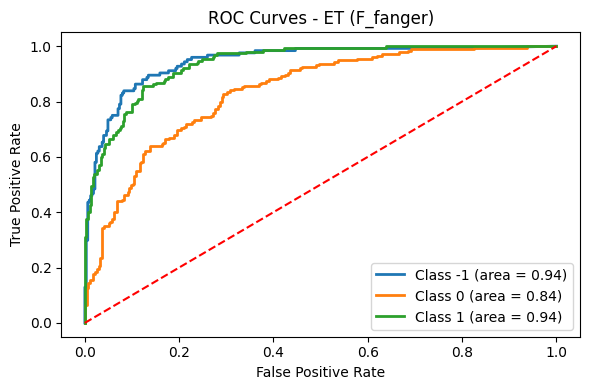 ROC Curves - ET (F_fanger)
True Positive Rate
1.0
0.8
0.6
0.4
0.2
0.0
0.0 0.2 0.4 0.6 0.8 1.0
False Positive Rate
Class -1 (area = 0.94)
Class 0 (area = 0.84)
Class 1 (area = 0.94)